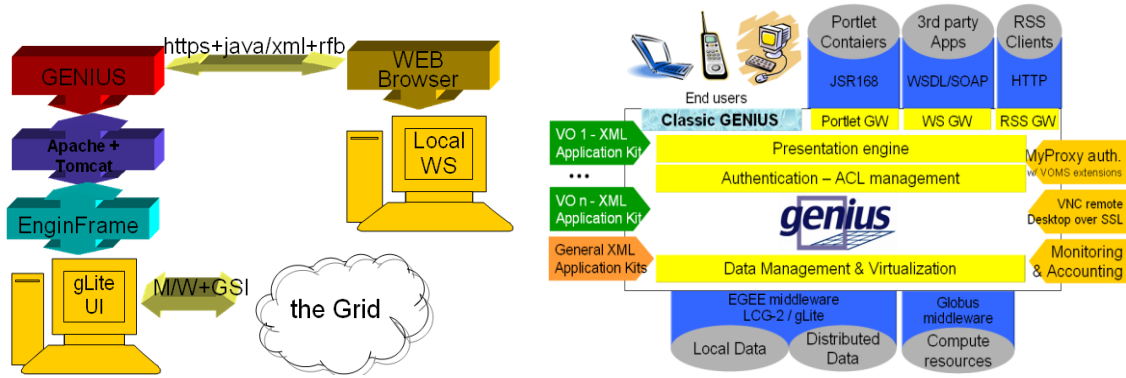 https+java/xml+rfb
GENIUS
WEB
Browser
Apache +
Tomcat
Local
WS
EnginFrame
gLite
UI
M/W+GSI
the Grid
Portlet
Contaiers
3rd party
Apps
RSS
Clients
JSR168
WSDL/SOAP
HTTP
End users
Classic GENIUS
Portlet GW
WS GW
RSS GW
VO 1 - XML
Application Kit
...
VO n - XML
Application Kit
General XML
Application Kits
Presentation engine
Authentication – ACL management
genius
Data Management & Virtualization
MyProxy auth.
w/ VOMS extensions
VNC remote
Desktop over SSL
Monitoring
& Accounting
EGEE middleware
LCG-2 / gLite
Globus
middleware
Local Data
Distributed
Data
Compute
resources